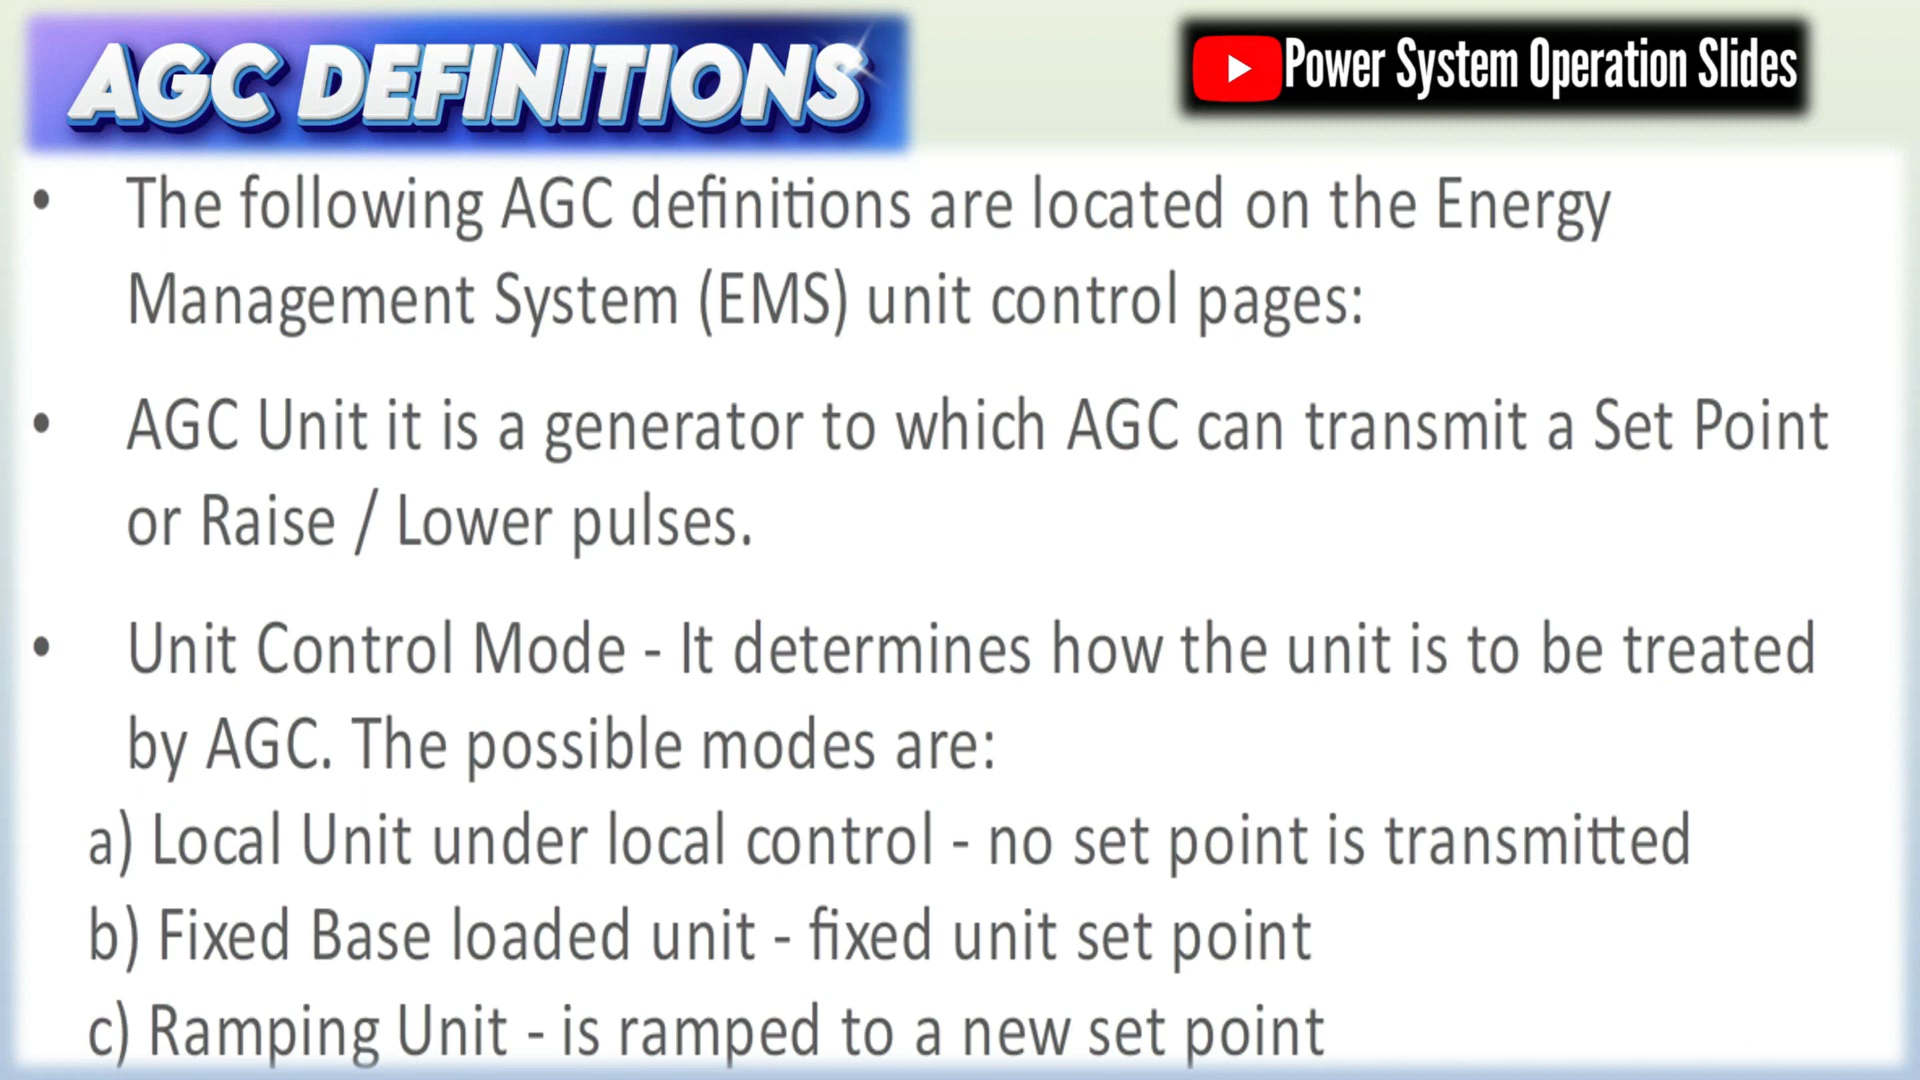 AGC DEFINITIONS
Power System Operation Slides
• The following AGC definitions are located on the Energy
Management System (EMS) unit control pages:
• AGC Unit it is a generator to which AGC can transmit a Set Point
or Raise / Lower pulses.
• Unit Control Mode - It determines how the unit is to be treated
by AGC. The possible modes are:
a) Local Unit under local control - no set point is transmitted
b) Fixed Base loaded unit - fixed unit set point
c) Ramping Unit - is ramped to a new set point